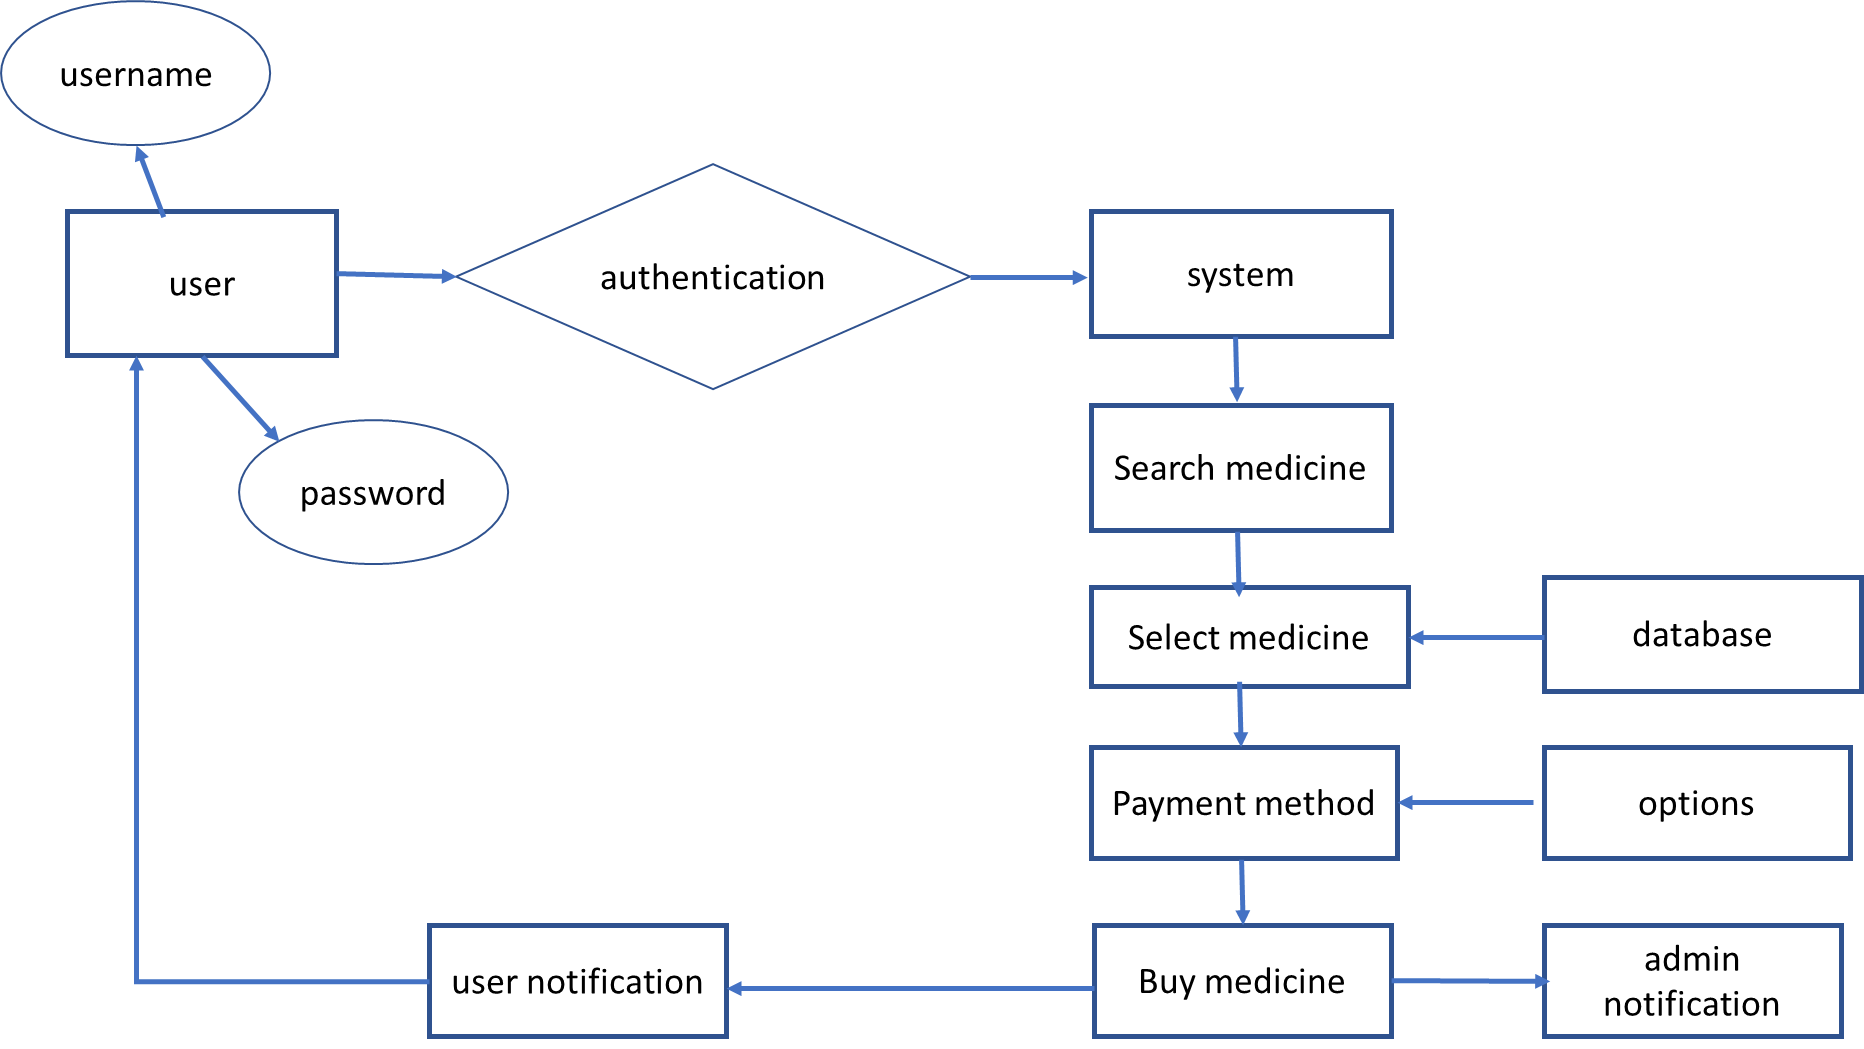 username
user
authentication
system
Search medicine
password
Select medicine
database
Payment method
options
user notification
Buy medicine
admin
notification